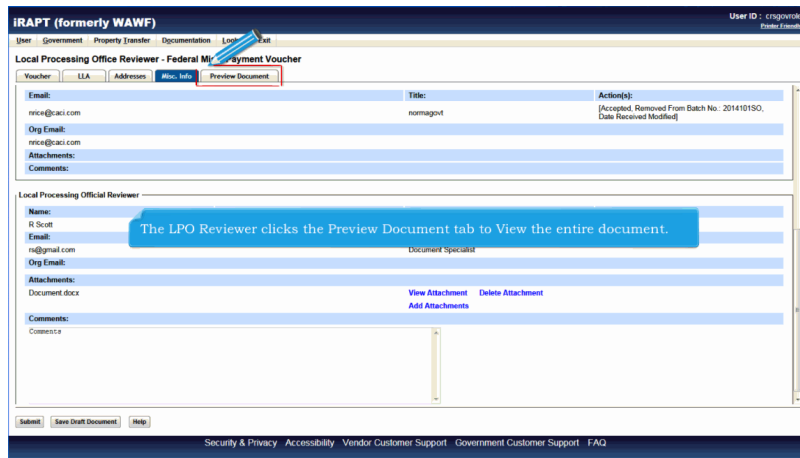 iRAPT (formerly WAWF)
User ID : crsgovrole
Printer Friendly
User Government Property Transfer Documentation Exit
Local Processing Office Reviewer - Federal Payment Voucher
Voucher LLA Addresses Misc. Info Preview Document
Email: Title: Action(s):
nrice@caci.com normagovt [Accepted, Removed From Batch No.: 2014101SO,
Date Received Modified]
Org Email:
nrice@caci.com
Attachments:
Comments:
Local Processing Official Reviewer
Name:
R Scott
The LPO Reviewer clicks the Preview Document tab to View the entire document.
Email:
rs@gmail.com Document Specialist
Org Email:
Attachments:
Document.docx View Attachment Delete Attachment
Add Attachments
Comments:
Comments
Submit Save Draft Document Help
Security & Privacy Accessibility Vendor Customer Support Government Customer Support FAQ